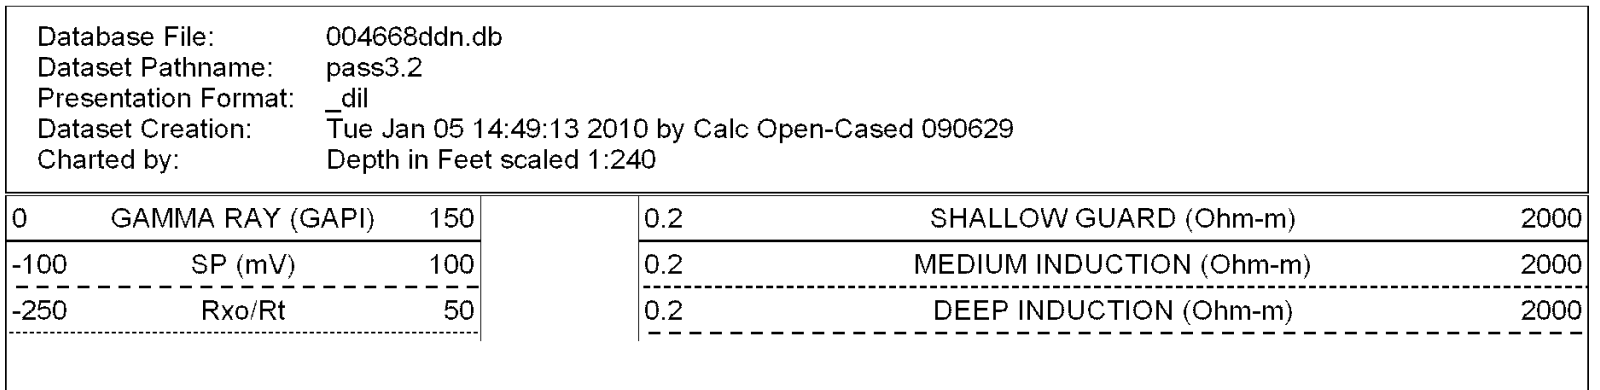 Database File: 004668ddn.db
Dataset Pathname: pass3.2
Presentation Format: _dil
Dataset Creation: Tue Jan 05 14:49:13 2010 by Calc Open-Cased 090629
Charted by: Depth in Feet scaled 1:240
0 GAMMA RAY (GAPI) 150 0.2 SHALLOW GUARD (Ohm-m) 2000
-100 SP (mV) 100 0.2 MEDIUM INDUCTION (Ohm-m) 2000
-250 Rxo/Rt 50 0.2 DEEP INDUCTION (Ohm-m) 2000